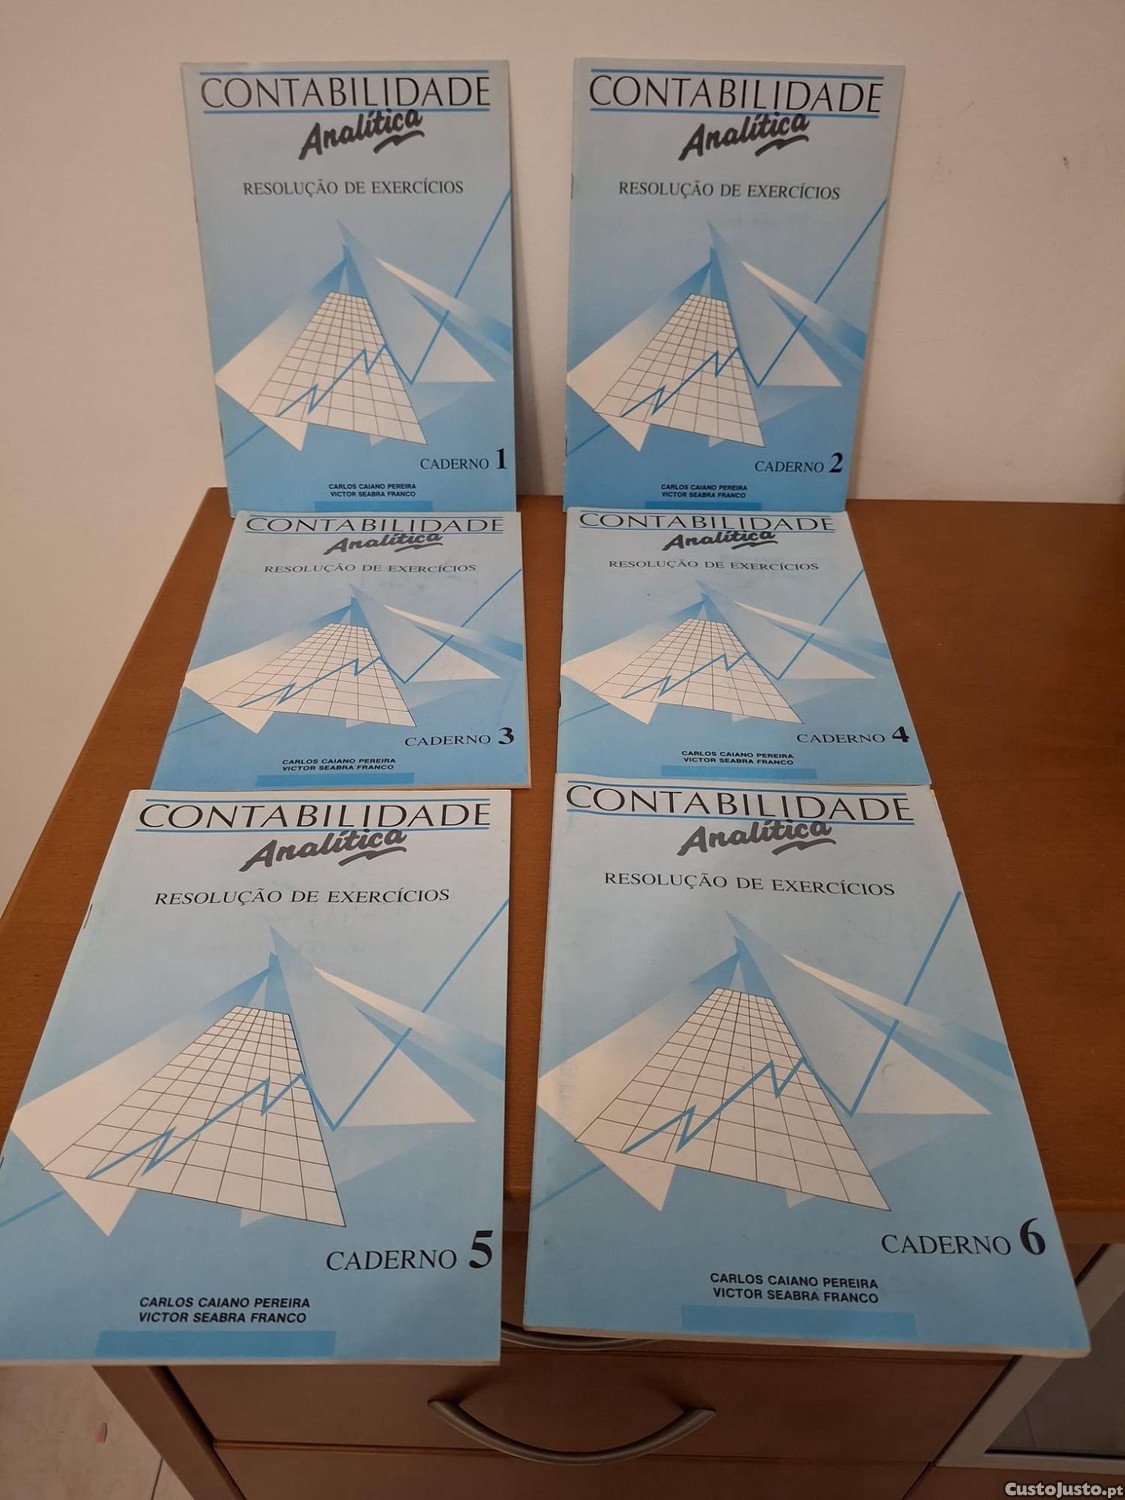 CONTABILIDADE
Analítica
RESOLUÇÃO DE EXERCÍCIOS
CADERNO 1
CARLOS CAIANO PEREIRA
VICTOR SEABRA FRANCO
CONTABILIDADE
Analítica
RESOLUÇÃO DE EXERCÍCIOS
CADERNO 2
CARLOS CAIANO PEREIRA
VICTOR SEABRA FRANCO
CONTABILIDADE
Analítica
RESOLUÇÃO DE EXERCÍCIOS
CADERNO 3
CARLOS CAIANO PEREIRA
VICTOR SEABRA FRANCO
CONTABILIDADE
Analítica
RESOLUÇÃO DE EXERCÍCIOS
CADERNO 4
CARLOS CAIANO PEREIRA
VICTOR SEABRA FRANCO
CONTABILIDADE
Analítica
RESOLUÇÃO DE EXERCÍCIOS
CADERNO 5
CARLOS CAIANO PEREIRA
VICTOR SEABRA FRANCO
CONTABILIDADE
Analítica
RESOLUÇÃO DE EXERCÍCIOS
CADERNO 6
CARLOS CAIANO PEREIRA
VICTOR SEABRA FRANCO
CustoJusto.pt